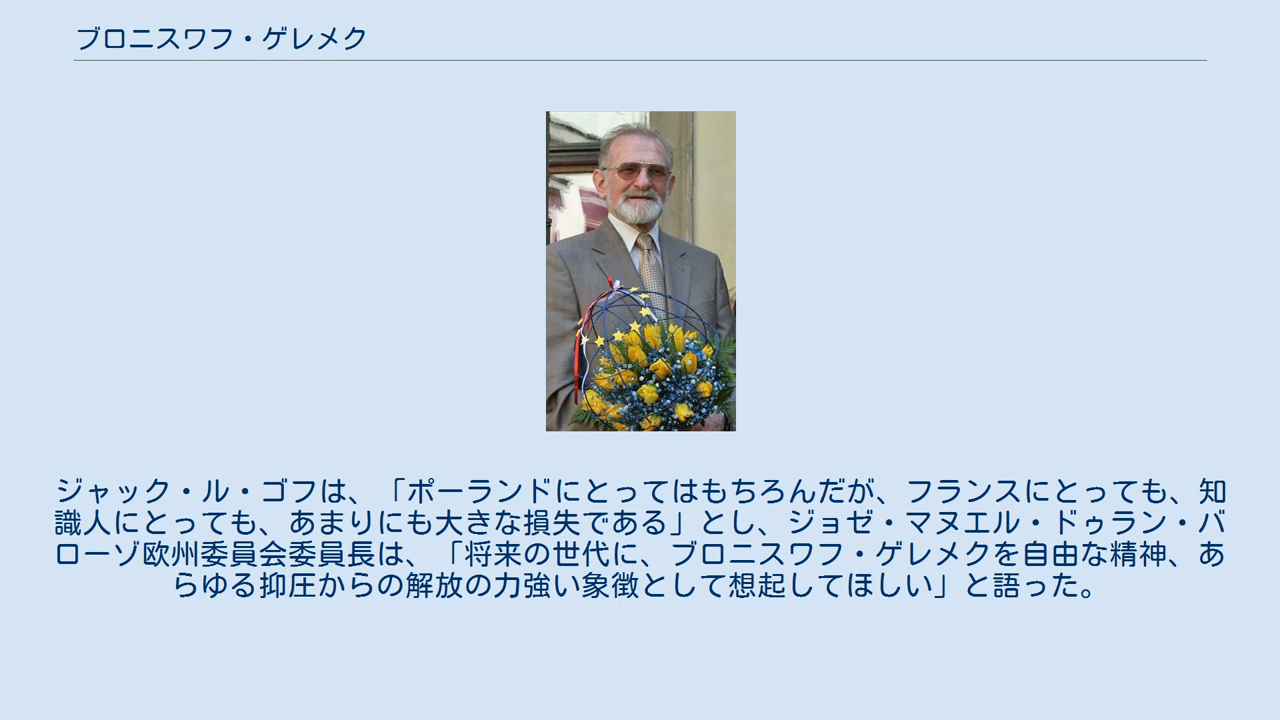 ブロニスワフ・ゲレメク
ジャック・ル・ゴフは、「ポーランドにとってはもちろんだが、フランスにとっても、知
識人にとっても、あまりにも大きな損失である」とし、ジョゼ・マヌエル・ドゥラン・バ
ローゾ欧州委員会委員長は、「将来の世代に、ブロニスワフ・ゲレメクを自由な精神、あ
らゆる抑圧からの解放の力強い象徴として想起してほしい」と語った。